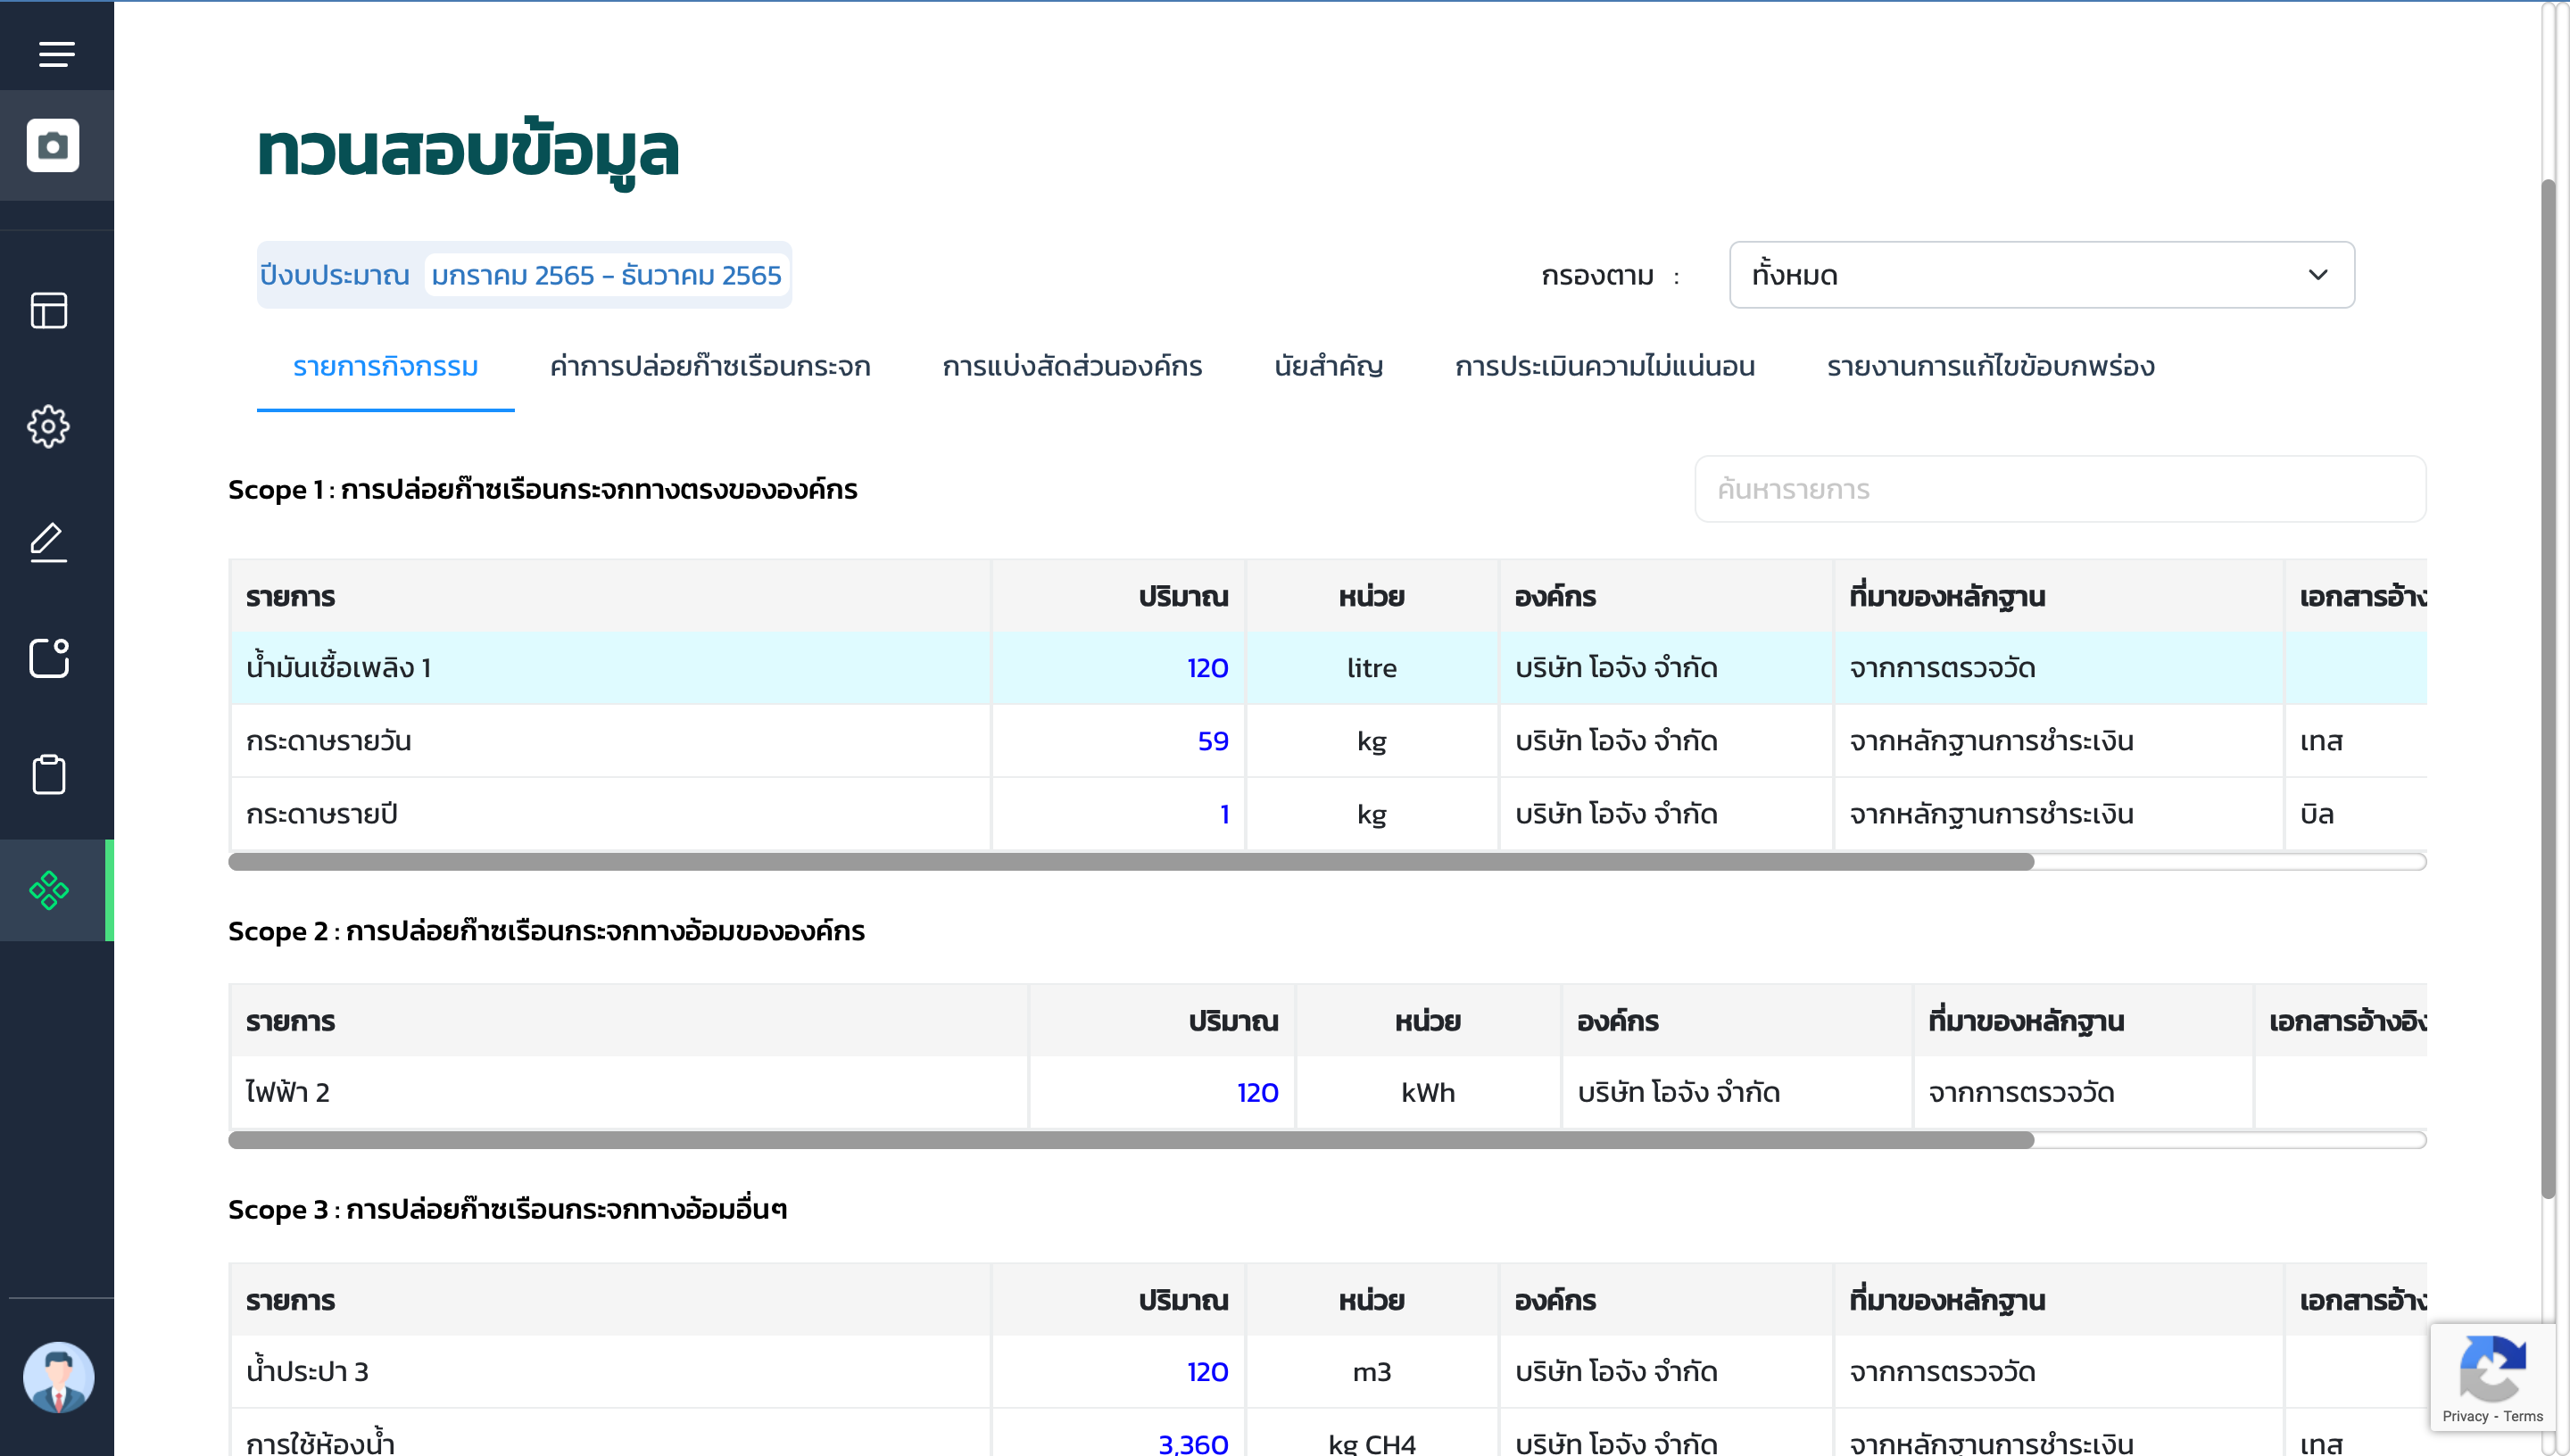 ทวนสอบข้อมูล
ปีงบประมาณ มกราคม 2565 - ธันวาคม 2565 กรองตาม : ทั้งหมด
รายการกิจกรรม ค่าการปล่อยก๊าซเรือนกระจก การแบ่งสัดส่วนองค์กร นัยสำคัญ การประเมินความไม่แน่นอน รายงานการแก้ไขข้อบกพร่อง
Scope 1 : การปล่อยก๊าซเรือนกระจกทางตรงขององค์กร ค้นหารายการ
รายการ ปริมาณ หน่วย องค์กร ที่มาของหลักฐาน เอกสารอ้าง
น้ำมันเชื้อเพลิง 1 120 litre บริษัท โอจัง จำกัด จากการตรวจวัด
กระดาษรายวัน 59 kg บริษัท โอจัง จำกัด จากหลักฐานการชำระเงิน เทส
กระดาษรายปี 1 kg บริษัท โอจัง จำกัด จากหลักฐานการชำระเงิน บิล
Scope 2 : การปล่อยก๊าซเรือนกระจกทางอ้อมขององค์กร
รายการ ปริมาณ หน่วย องค์กร ที่มาของหลักฐาน เอกสารอ้างอิง
ไฟฟ้า 2 120 kWh บริษัท โอจัง จำกัด จากการตรวจวัด
Scope 3 : การปล่อยก๊าซเรือนกระจกทางอ้อมอื่นๆ
รายการ ปริมาณ หน่วย องค์กร ที่มาของหลักฐาน เอกสารอ้าง
น้ำประปา 3 120 m3 บริษัท โอจัง จำกัด จากการตรวจวัด
การใช้ห้องน้ำ 3,360 kg CH4 บริษัท โอจัง จำกัด จากหลักฐานการชำระเงิน เทส
Privacy - Terms